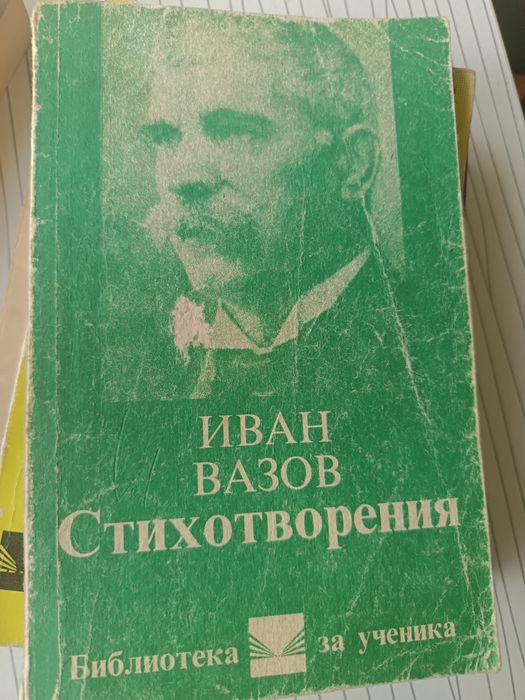 ИВАН
ВАЗОВ
Стихотворения
Библиотека за ученика